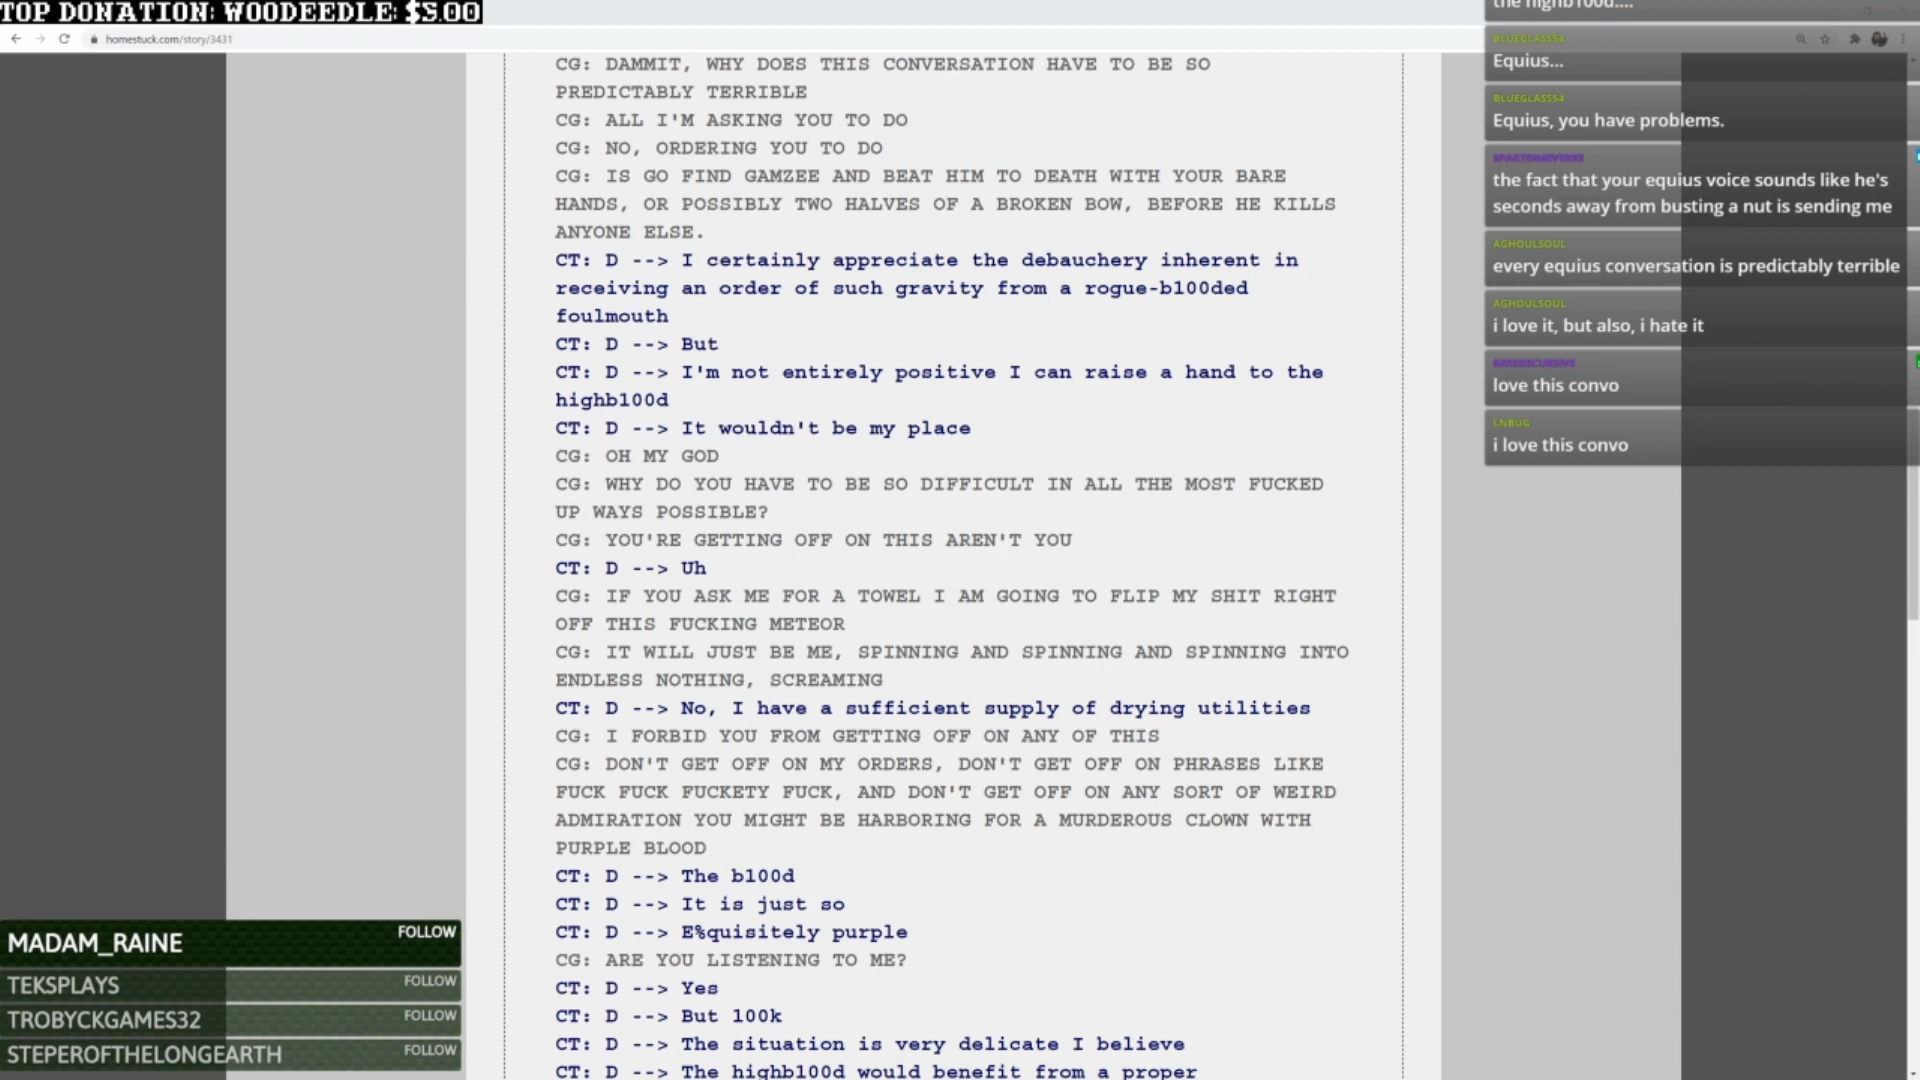 TOP DONATION: WOODEEDLE: $5.00
homestuck.com/story/3431
CG: DAMMIT, WHY DOES THIS CONVERSATION HAVE TO BE SO
PREDICTABLY TERRIBLE
CG: ALL I'M ASKING YOU TO DO
CG: NO, ORDERING YOU TO DO
CG: IS GO FIND GAMZEE AND BEAT HIM TO DEATH WITH YOUR BARE
HANDS, OR POSSIBLY TWO HALVES OF A BROKEN BOW, BEFORE HE KILLS
ANYONE ELSE.
CT: D --> I certainly appreciate the debauchery inherent in
receiving an order of such gravity from a rogue-b100ded
foulmouth
CT: D --> But
CT: D --> I'm not entirely positive I can raise a hand to the
highb100d
CT: D --> It wouldn't be my place
CG: OH MY GOD
CG: WHY DO YOU HAVE TO BE SO DIFFICULT IN ALL THE MOST FUCKED
UP WAYS POSSIBLE?
CG: YOU'RE GETTING OFF ON THIS AREN'T YOU
CT: D --> Uh
CG: IF YOU ASK ME FOR A TOWEL I AM GOING TO FLIP MY SHIT RIGHT
OFF THIS FUCKING METEOR
CG: IT WILL JUST BE ME, SPINNING AND SPINNING AND SPINNING INTO
ENDLESS NOTHING, SCREAMING
CT: D --> No, I have a sufficient supply of drying utilities
CG: I FORBID YOU FROM GETTING OFF ON ANY OF THIS
CG: DON'T GET OFF ON MY ORDERS, DON'T GET OFF ON PHRASES LIKE
FUCK FUCK FUCKETY FUCK, AND DON'T GET OFF ON ANY SORT OF WEIRD
ADMIRATION YOU MIGHT BE HARBORING FOR A MURDEROUS CLOWN WITH
PURPLE BLOOD
CT: D --> The b100d
CT: D --> It is just so
CT: D --> E%quisitely purple
CG: ARE YOU LISTENING TO ME?
CT: D --> Yes
CT: D --> But 100k
CT: D --> The situation is very delicate I believe
CT: D --> The highb100d would benefit from a proper
the highb100d....
BLUEGLASS54
Equius...
BLUEGLASS54
Equius, you have problems.
the fact that your equius voice sounds like he's
seconds away from busting a nut is sending me
AGHOULSOUL
every equius conversation is predictably terrible
AGHOULSOUL
i love it, but also, i hate it
love this convo
LNBUG
i love this convo
MADAM_RAINE FOLLOW
TEKSPLAYS FOLLOW
TROBYCKGAMES32 FOLLOW
STEPEROFTHELONGEARTH FOLLOW